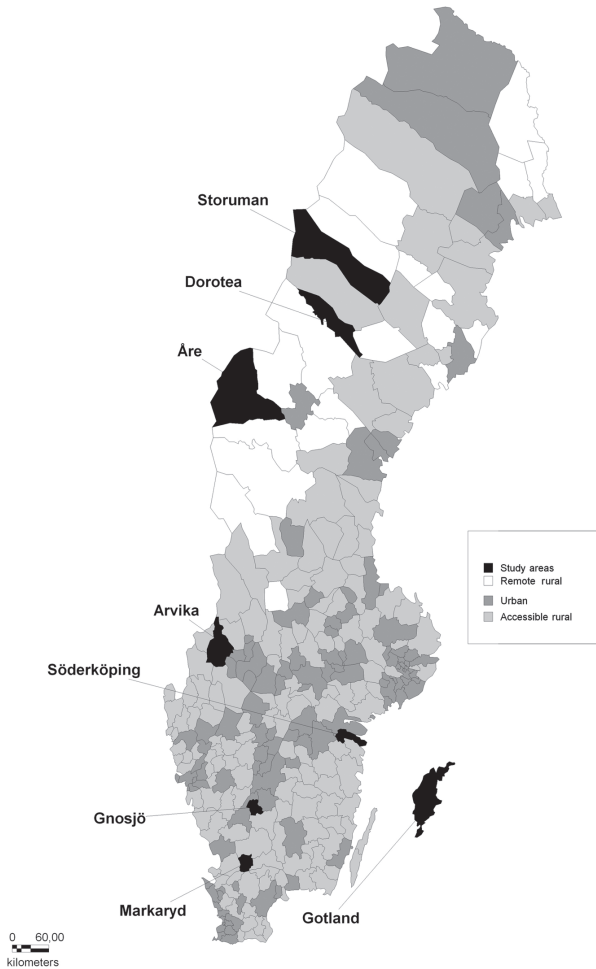 Storuman
Dorotea
Åre
Study areas
Remote rural
Urban
Accessible rural
Arvika
Söderköping
Gnosjö
Markaryd
Gotland
0 60,00
kilometers